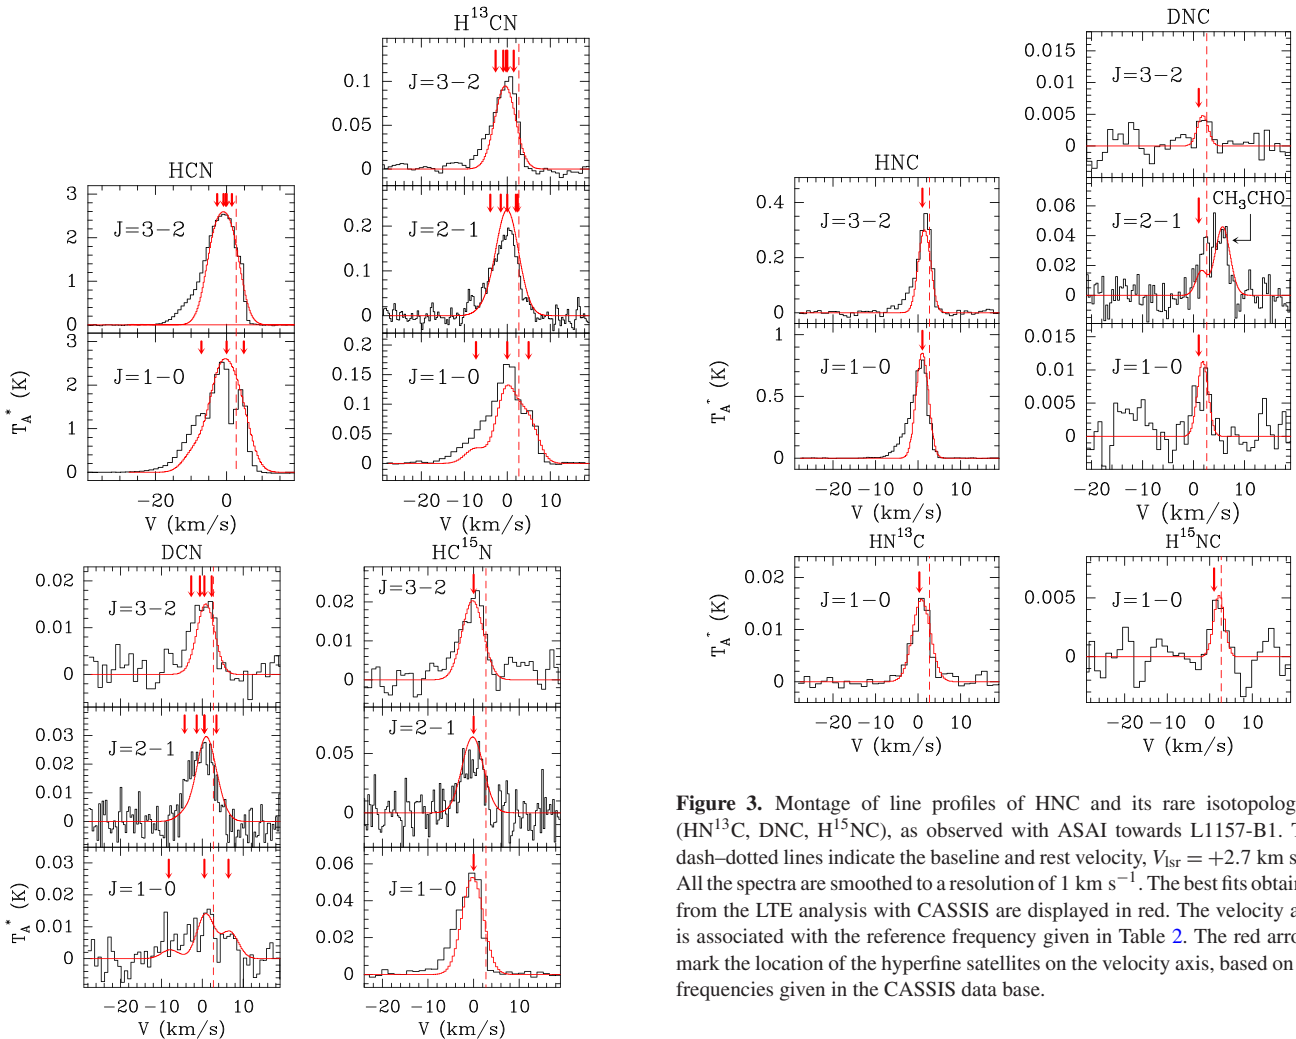 H¹³CN
J=3−2
0.1
0.05
0
HCN
J=3−2
3
2
1
0
J=2−1
0.2
0.1
0
J=1−0
3
2
1
0
J=1−0
0.2
0.15
0.1
0.05
0
T_A* (K)
−20 0
V (km/s)
−20 −10 0 10
V (km/s)
DCN
J=3−2
0.02
0.01
0
J=2−1
0.03
0.02
0.01
0
J=1−0
0.03
0.02
0.01
0
T_A* (K)
−20 0
V (km/s)
HC¹⁵N
J=3−2
0.02
0.01
0
J=2−1
0.05
0
J=1−0
0.06
0.04
0.02
0
−20 −10 0 10
V (km/s)
DNC
J=3−2
0.015
0.01
0.005
0
HNC
J=3−2
0.4
0.2
0
J=2−1
CH₃CHO
0.06
0.04
0.02
0
J=1−0
1
0.5
0
J=1−0
0.015
0.01
0.005
0
T_A* (K)
−20 −10 0 10
V (km/s)
−20 −10 0 10
V (km/s)
HN¹³C
J=1−0
0.02
0.01
0
T_A* (K)
−20 −10 0 10
V (km/s)
H¹⁵NC
J=1−0
0.005
0
−20 −10 0 10
V (km/s)
Figure 3. Montage of line profiles of HNC and its rare isotopolog
(HN¹³C, DNC, H¹⁵NC), as observed with ASAI towards L1157-B1. T
dash–dotted lines indicate the baseline and rest velocity, V_lsr = +2.7 km s
All the spectra are smoothed to a resolution of 1 km s⁻¹. The best fits obtain
from the LTE analysis with CASSIS are displayed in red. The velocity a
is associated with the reference frequency given in Table 2. The red arro
mark the location of the hyperfine satellites on the velocity axis, based on
frequencies given in the CASSIS data base.